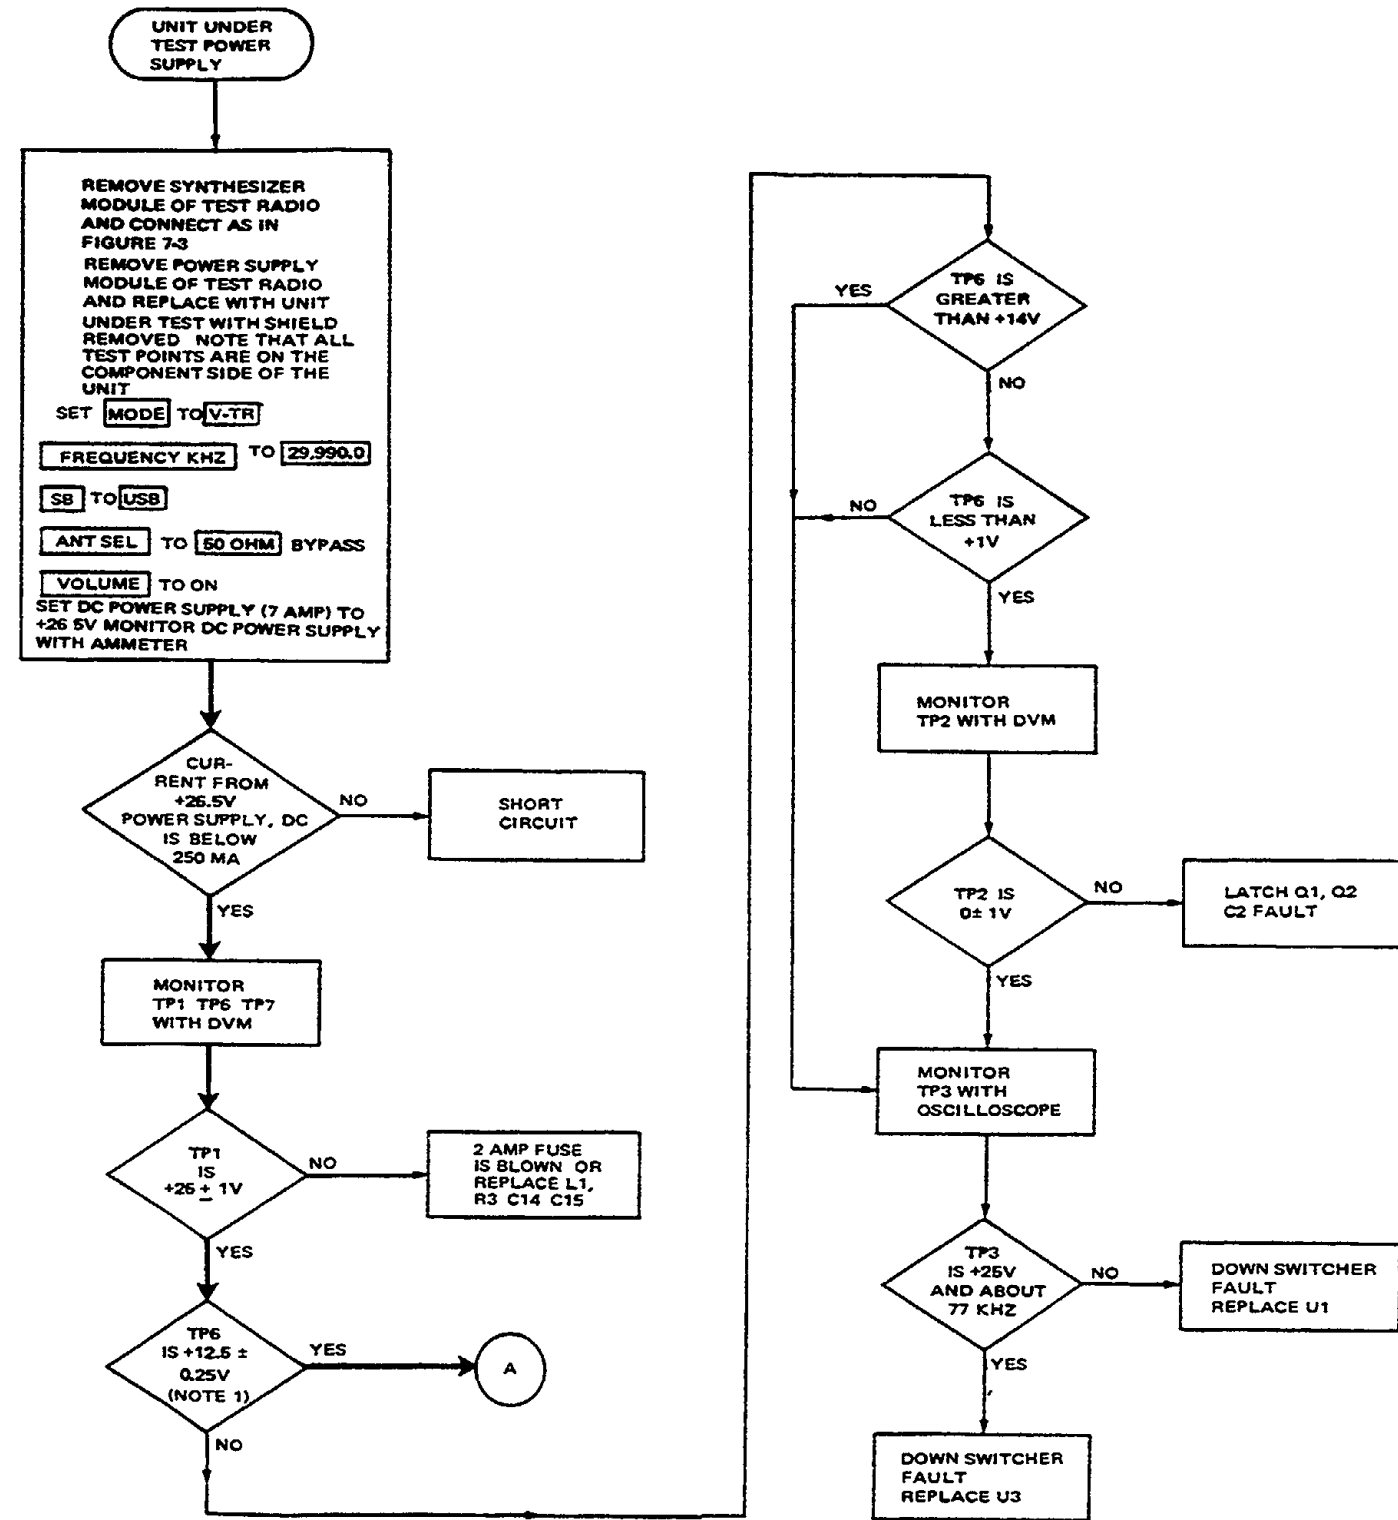 UNIT UNDER
TEST POWER
SUPPLY
REMOVE SYNTHESIZER
MODULE OF TEST RADIO
AND CONNECT AS IN
FIGURE 7-3
REMOVE POWER SUPPLY
MODULE OF TEST RADIO
AND REPLACE WITH UNIT
UNDER TEST WITH SHIELD
REMOVED NOTE THAT ALL
TEST POINTS ARE ON THE
COMPONENT SIDE OF THE
UNIT
SET MODE TO V-TR
FREQUENCY KHZ TO 29,990.0
SB TO USB
ANT SEL TO 50 OHM BYPASS
VOLUME TO ON
SET DC POWER SUPPLY (7 AMP) TO
+26 5V MONITOR DC POWER SUPPLY
WITH AMMETER
CUR-
RENT FROM
+26.5V
POWER SUPPLY, DC
IS BELOW
250 MA
NO
SHORT
CIRCUIT
YES
MONITOR
TP1 TP6 TP7
WITH DVM
TP1
IS
+26 ± 1V
NO
2 AMP FUSE
IS BLOWN OR
REPLACE L1,
R3 C14 C15
YES
TP6
IS +12.5 ±
0.25V
(NOTE 1)
YES
A
NO
TP6 IS
GREATER
THAN +14V
YES
NO
TP6 IS
LESS THAN
+1V
NO
YES
MONITOR
TP2 WITH DVM
TP2 IS
0± 1V
NO
LATCH Q1, Q2
C2 FAULT
YES
MONITOR
TP3 WITH
OSCILLOSCOPE
TP3
IS +25V
AND ABOUT
77 KHZ
NO
DOWN SWITCHER
FAULT
REPLACE U1
YES
DOWN SWITCHER
FAULT
REPLACE U3